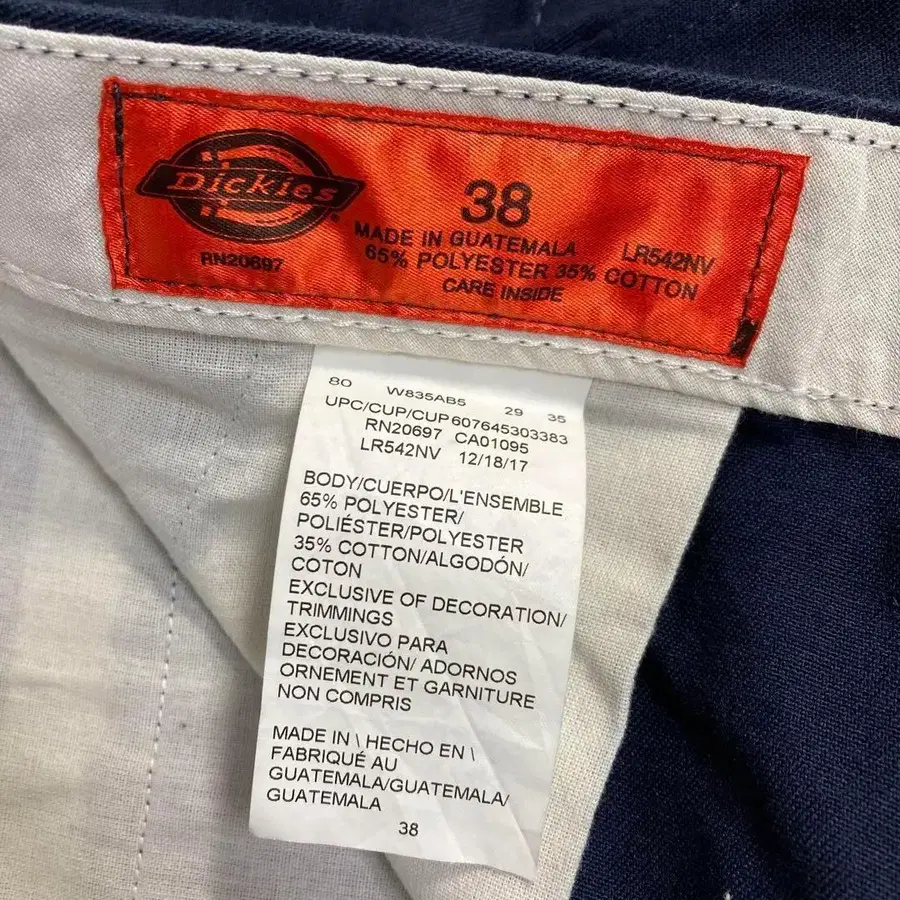 Dickies
RN20697
38
MADE IN GUATEMALA LR542NV
65% POLYESTER 35% COTTON
CARE INSIDE
80 W835AB5 29 35
UPC/CUP/CUP 607645303383
RN20697 CA01095
LR542NV 12/18/17
BODY/CUERPO/L'ENSEMBLE
65% POLYESTER/
POLIÉSTER/POLYESTER
35% COTTON/ALGODÓN/
COTON
EXCLUSIVE OF DECORATION/
TRIMMINGS
EXCLUSIVO PARA
DECORACIÓN/ ADORNOS
ORNEMENT ET GARNITURE
NON COMPRIS
MADE IN \ HECHO EN \
FABRIQUÉ AU
GUATEMALA/GUATEMALA/
GUATEMALA
38